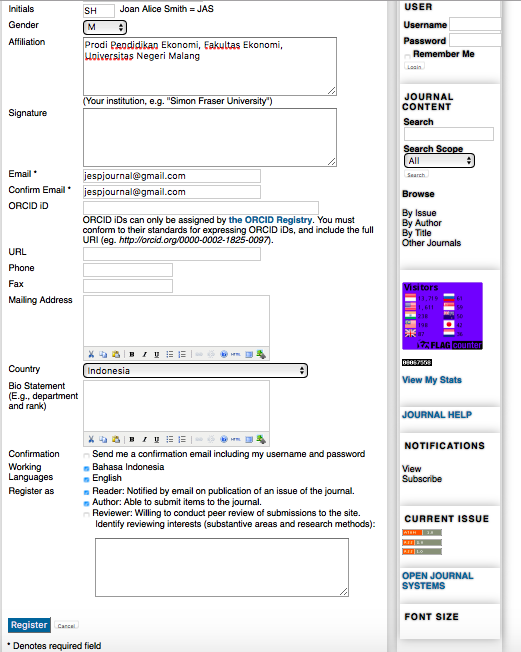 Initials
SH
Joan Alice Smith = JAS
Gender
M
Affiliation
Prodi Pendidikan Ekonomi, Fakultas Ekonomi,
Universitas Negeri Malang
(Your institution, e.g. "Simon Fraser University")
Signature
Email *
jespjournal@gmail.com
Confirm Email *
jespjournal@gmail.com
ORCID iD
ORCID iDs can only be assigned by the ORCID Registry. You must
conform to their standards for expressing ORCID iDs, and include the full
URI (eg. http://orcid.org/0000-0002-1825-0097).
URL
Phone
Fax
Mailing Address
B I U HTML
Country
Indonesia
Bio Statement
(E.g., department
and rank)
B I U HTML
Confirmation
Send me a confirmation email including my username and password
Working
Languages
Bahasa Indonesia
English
Register as
Reader: Notified by email on publication of an issue of the journal.
Author: Able to submit items to the journal.
Reviewer: Willing to conduct peer review of submissions to the site.
Identify reviewing interests (substantive areas and research methods):
Register
Cancel
* Denotes required field
USER
Username
Password
Remember Me
Login
JOURNAL
CONTENT
Search
Search Scope
All
Search
Browse
By Issue
By Author
By Title
Other Journals
Visitors
FLAG counter
00067558
View My Stats
JOURNAL HELP
NOTIFICATIONS
View
Subscribe
CURRENT ISSUE
OPEN JOURNAL
SYSTEMS
FONT SIZE